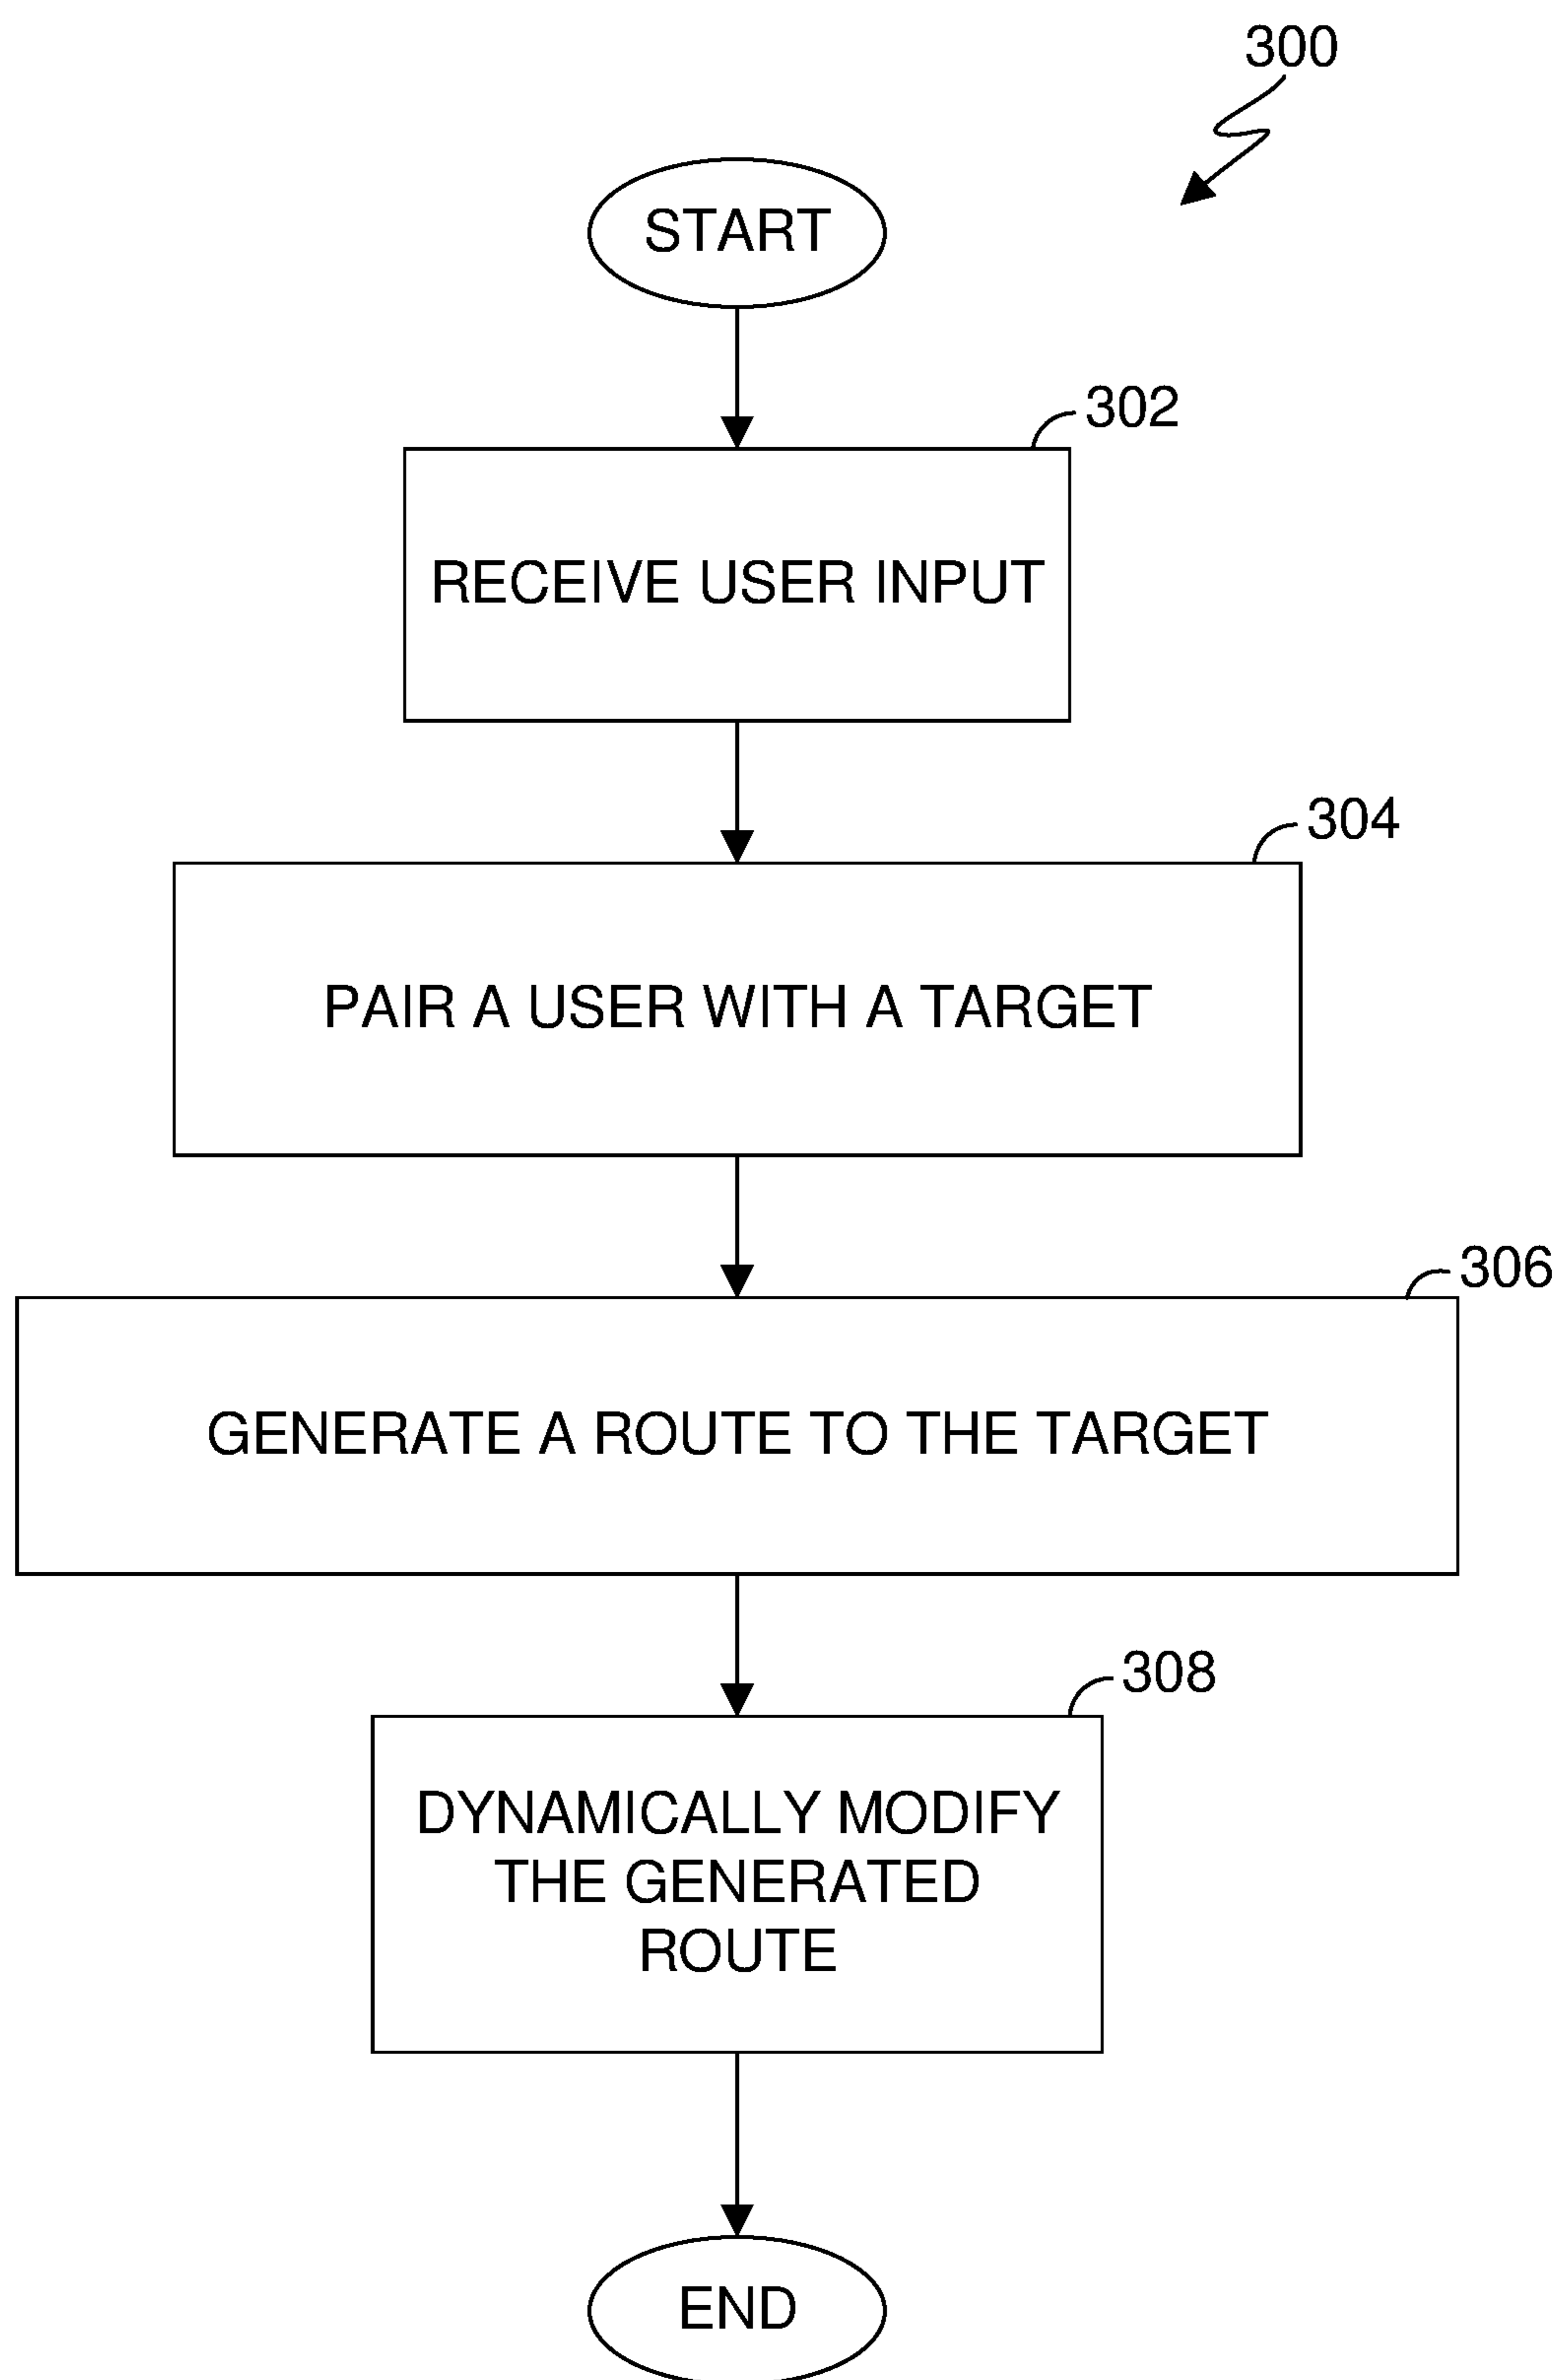 300
START
302
RECEIVE USER INPUT
304
PAIR A USER WITH A TARGET
306
GENERATE A ROUTE TO THE TARGET
308
DYNAMICALLY MODIFY
THE GENERATED
ROUTE
END